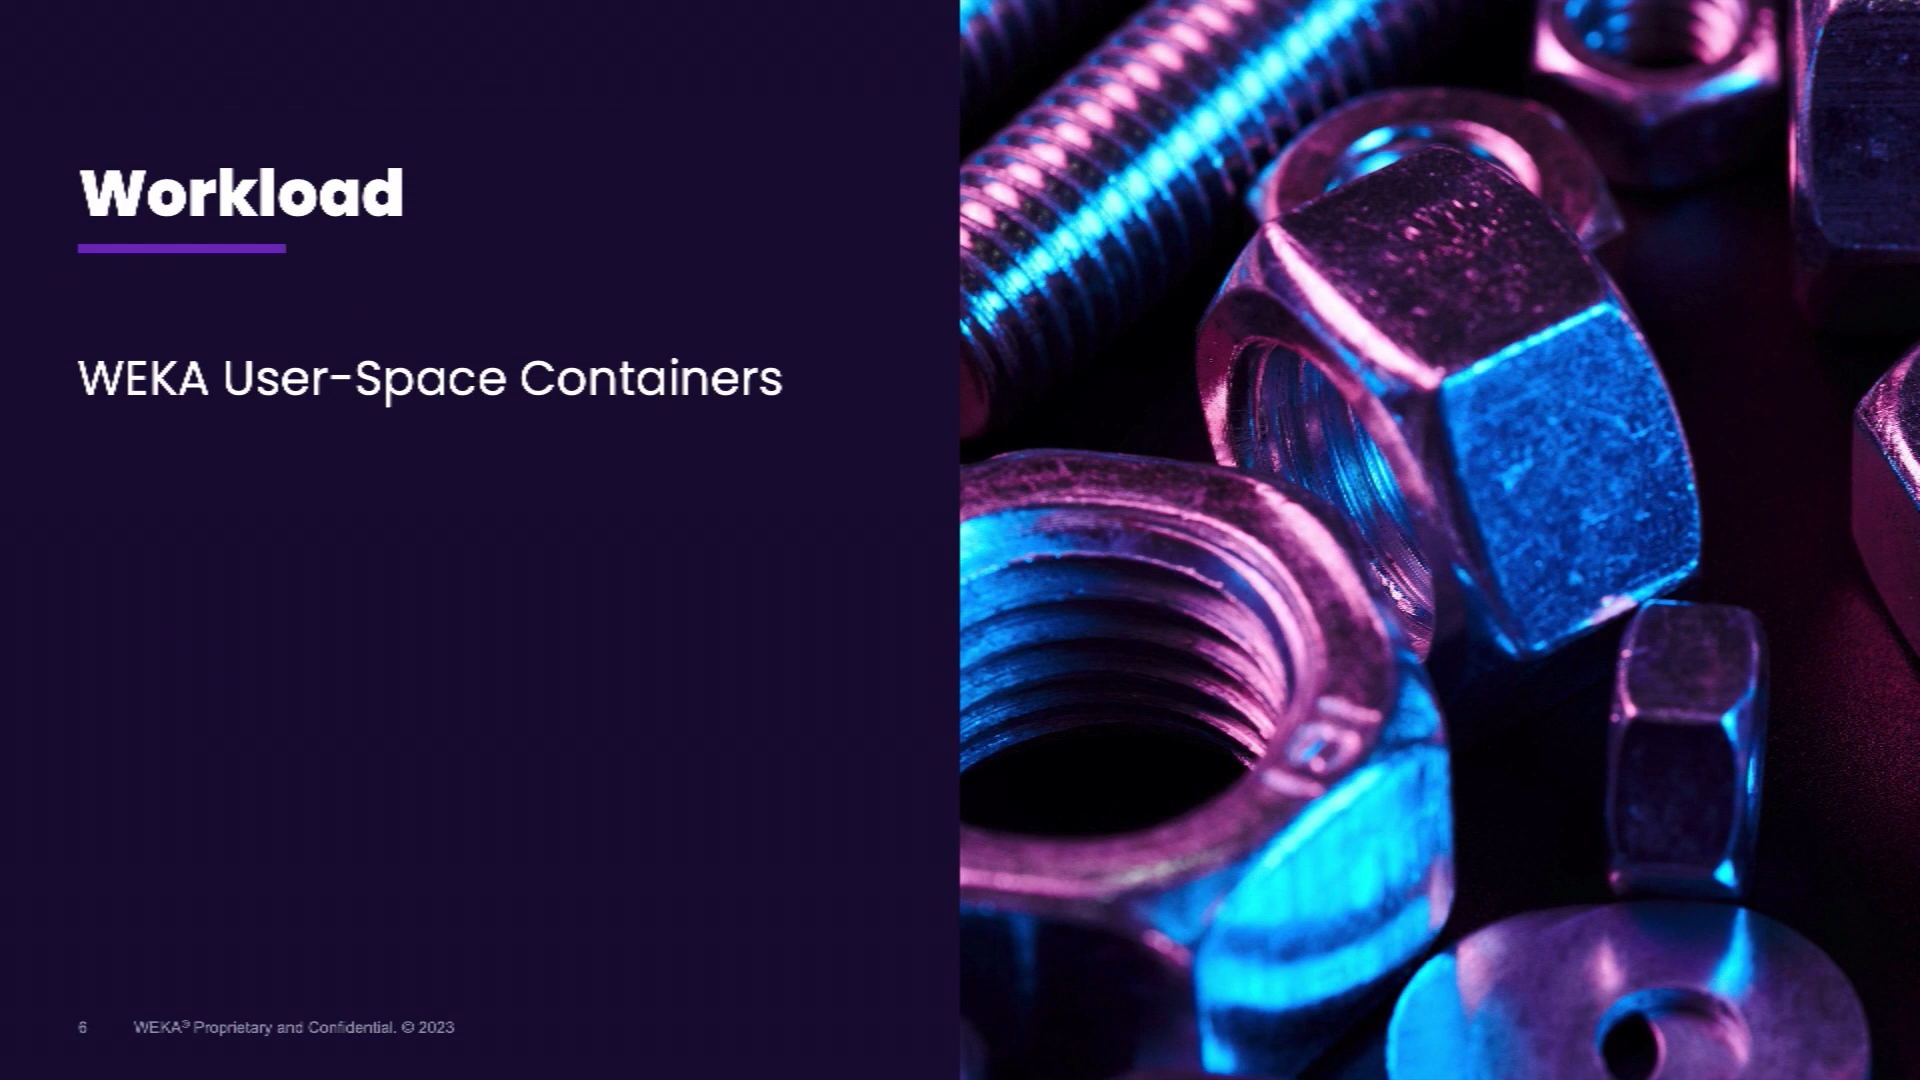 Workload
WEKA User-Space Containers
6 WEKA® Proprietary and Confidential. © 2023